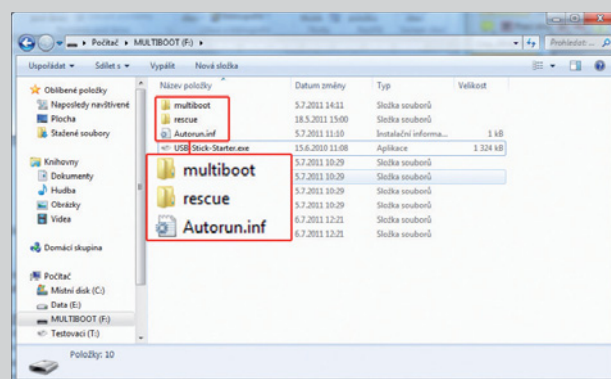 Počítač ▸ MULTIBOOT (F:) ▸
Prohledat: ...
Uspořádat Sdílet s Vypálit Nová složka
Oblíbené položky
Naposledy navštívené
Plocha
Stažené soubory
Knihovny
Dokumenty
Hudba
Obrázky
Videa
Domácí skupina
Počítač
Místní disk (C:)
Data (E:)
MULTIBOOT (F:)
Testovací (T:)
Název položky Datum změny Typ Velikost
multiboot 5.7.2011 14:11 Složka souborů
rescue 18.5.2011 15:00 Složka souborů
Autorun.inf 5.7.2011 11:10 Instalační informa... 1 kB
USB-Stick-Starter.exe 15.6.2010 11:08 Aplikace 1 324 kB
5.7.2011 10:29 Složka souborů
5.7.2011 10:29 Složka souborů
5.7.2011 10:29 Složka souborů
5.7.2011 10:29 Složka souborů
6.7.2011 12:21 Složka souborů
6.7.2011 12:21 Složka souborů
multiboot
rescue
Autorun.inf
Položky: 10